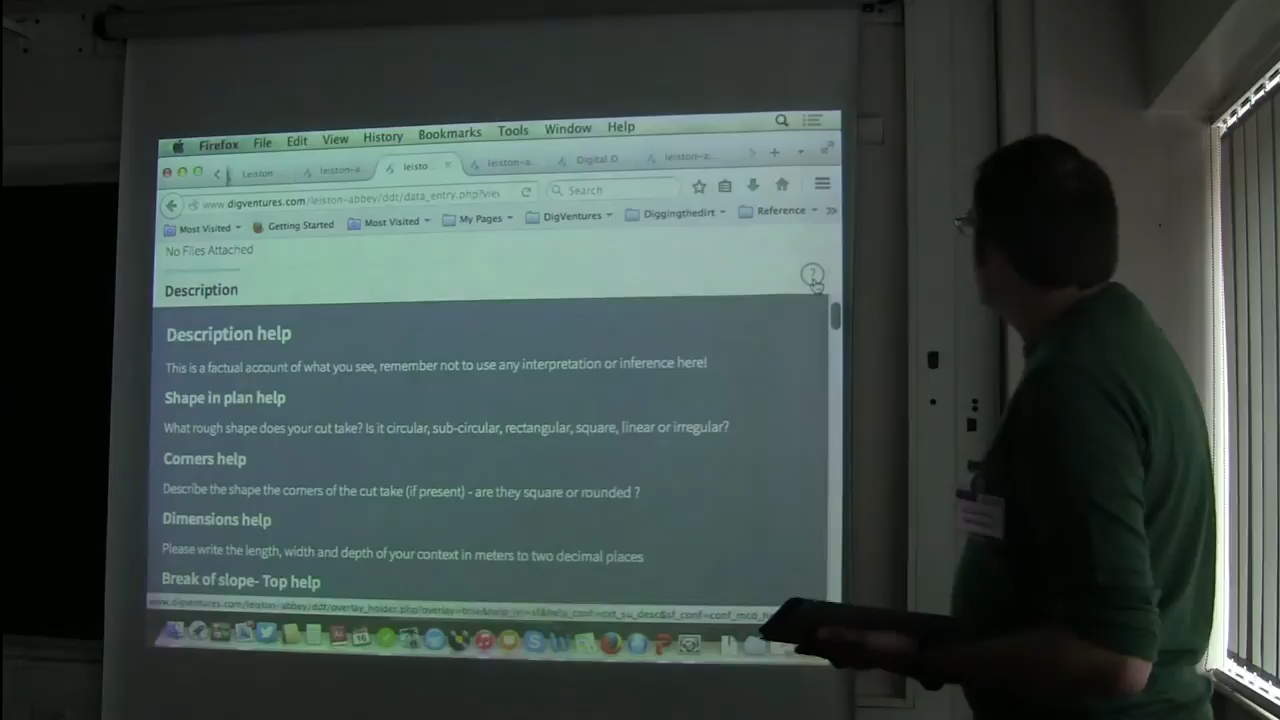 Firefox File Edit View History Bookmarks Tools Window Help
Leiston leiston-a leisto leiston-a Digital D leiston-a
www.digventures.com/leiston-abbey/ddt/data_entry.php?vie Search
Most Visited Getting Started Most Visited My Pages DigVentures Diggingthedirt Reference
No Files Attached
?
Description
Description help
This is a factual account of what you see, remember not to use any interpretation or inference here!
Shape in plan help
What rough shape does your cut take? Is it circular, sub-circular, rectangular, square, linear or irregular?
Corners help
Describe the shape the corners of the cut take (if present) - are they square or rounded ?
Dimensions help
Please write the length, width and depth of your context in meters to two decimal places
Break of slope- Top help